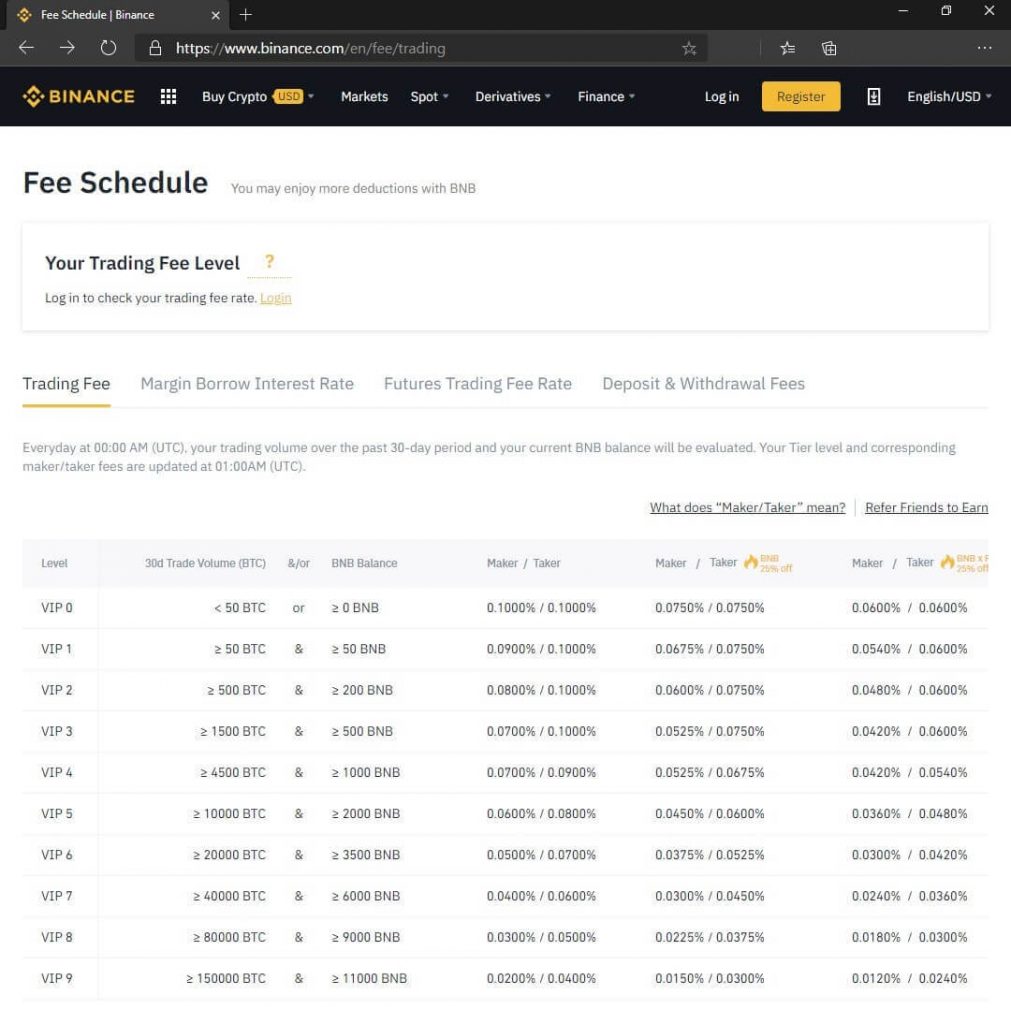 Fee Schedule | Binance
https://www.binance.com/en/fee/trading
BINANCE Buy Crypto USD Markets Spot Derivatives Finance Log in Register English/USD
Fee Schedule You may enjoy more deductions with BNB
Your Trading Fee Level ?
Log in to check your trading fee rate. Login
Trading Fee Margin Borrow Interest Rate Futures Trading Fee Rate Deposit & Withdrawal Fees
Everyday at 00:00 AM (UTC), your trading volume over the past 30-day period and your current BNB balance will be evaluated. Your Tier level and corresponding
maker/taker fees are updated at 01:00AM (UTC).
What does “Maker/Taker” mean? Refer Friends to Earn
Level 30d Trade Volume (BTC) &/or BNB Balance Maker / Taker Maker / Taker BNB 25% off Maker / Taker BNB x 25% off
VIP 0 < 50 BTC or ≥ 0 BNB 0.1000% / 0.1000% 0.0750% / 0.0750% 0.0600% / 0.0600%
VIP 1 ≥ 50 BTC & ≥ 50 BNB 0.0900% / 0.1000% 0.0675% / 0.0750% 0.0540% / 0.0600%
VIP 2 ≥ 500 BTC & ≥ 200 BNB 0.0800% / 0.1000% 0.0600% / 0.0750% 0.0480% / 0.0600%
VIP 3 ≥ 1500 BTC & ≥ 500 BNB 0.0700% / 0.1000% 0.0525% / 0.0750% 0.0420% / 0.0600%
VIP 4 ≥ 4500 BTC & ≥ 1000 BNB 0.0700% / 0.0900% 0.0525% / 0.0675% 0.0420% / 0.0540%
VIP 5 ≥ 10000 BTC & ≥ 2000 BNB 0.0600% / 0.0800% 0.0450% / 0.0600% 0.0360% / 0.0480%
VIP 6 ≥ 20000 BTC & ≥ 3500 BNB 0.0500% / 0.0700% 0.0375% / 0.0525% 0.0300% / 0.0420%
VIP 7 ≥ 40000 BTC & ≥ 6000 BNB 0.0400% / 0.0600% 0.0300% / 0.0450% 0.0240% / 0.0360%
VIP 8 ≥ 80000 BTC & ≥ 9000 BNB 0.0300% / 0.0500% 0.0225% / 0.0375% 0.0180% / 0.0300%
VIP 9 ≥ 150000 BTC & ≥ 11000 BNB 0.0200% / 0.0400% 0.0150% / 0.0300% 0.0120% / 0.0240%